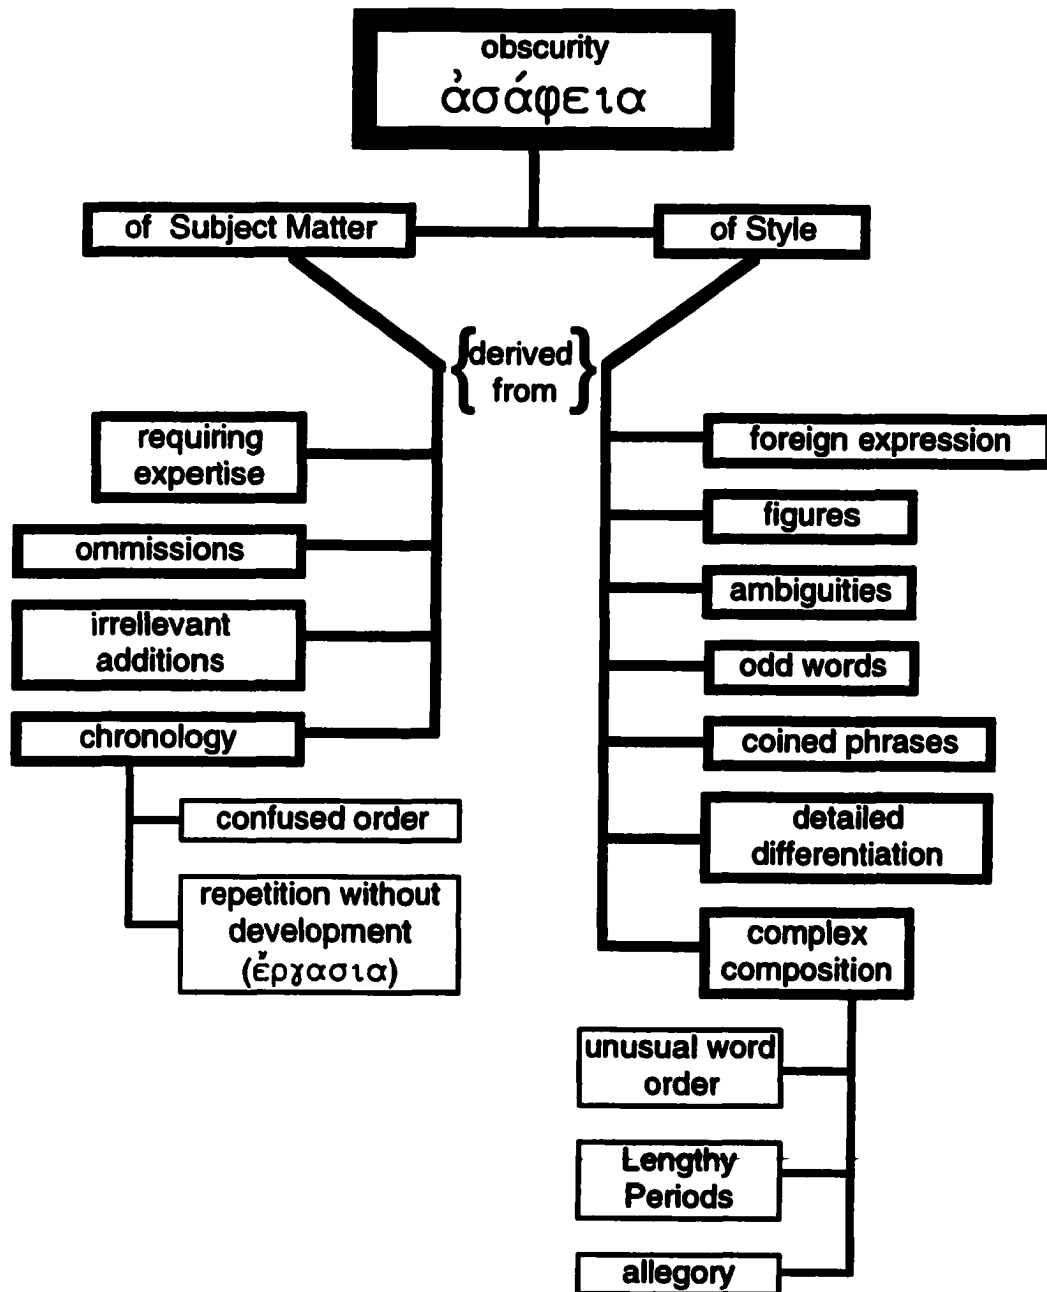 obscurity
ἀσάφεια
of Subject Matter
of Style
{derived
from}
requiring
expertise
ommissions
irrellevant
additions
chronology
confused order
repetition without
development
(ἔργασια)
foreign expression
figures
ambiguities
odd words
coined phrases
detailed
differentiation
complex
composition
unusual word
order
Lengthy
Periods
allegory